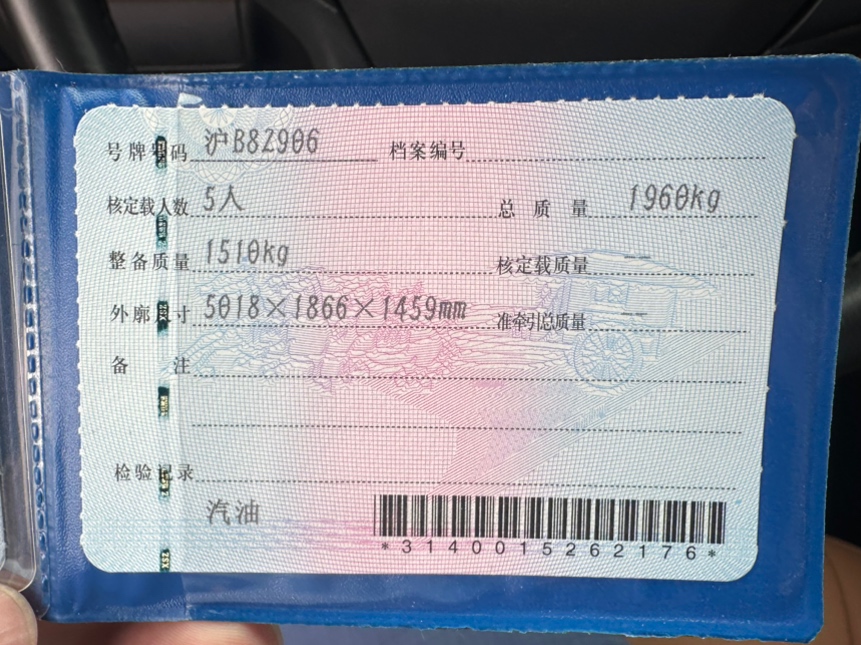 号牌号码 沪B82906 档案编号
核定载人数 5人 总质量 1960kg
整备质量 1510kg 核定载质量 --
外廓尺寸 5018×1866×1459mm 准牵引总质量 --
备注
检验记录
汽油
*3140015262176*